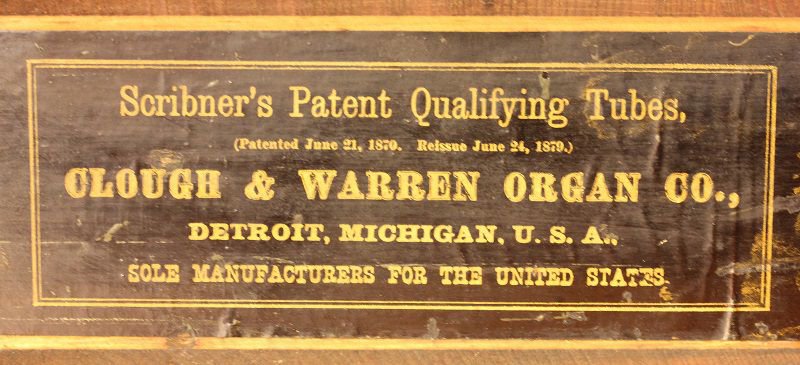 Scribner's Patent Qualifying Tubes,
(Patented June 21, 1870. Reissue June 24, 1879.)
CLOUGH & WARREN ORGAN CO.,
DETROIT, MICHIGAN, U. S. A.,
SOLE MANUFACTURERS FOR THE UNITED STATES.